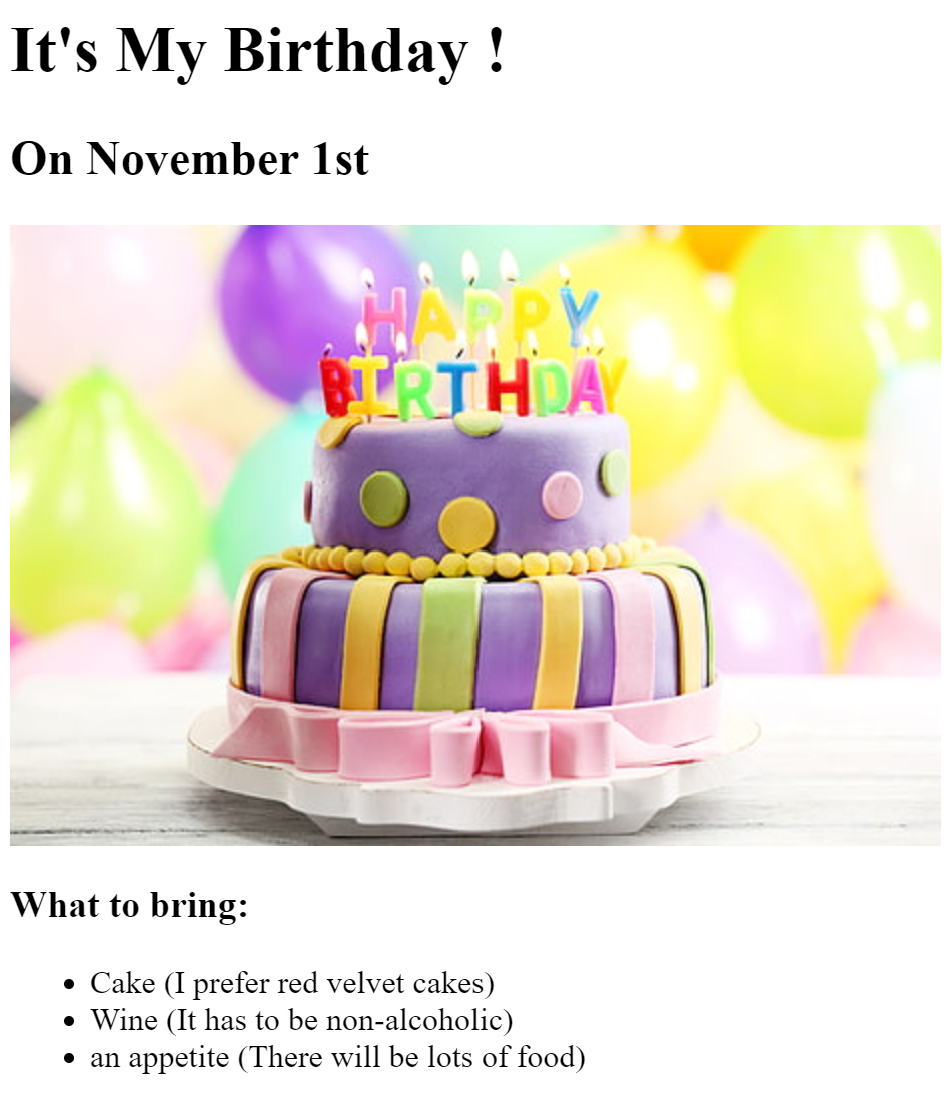 It's My Birthday !
On November 1st
HAPPY
BIRTHDAY
What to bring:
Cake (I prefer red velvet cakes)
Wine (It has to be non-alcoholic)
an appetite (There will be lots of food)